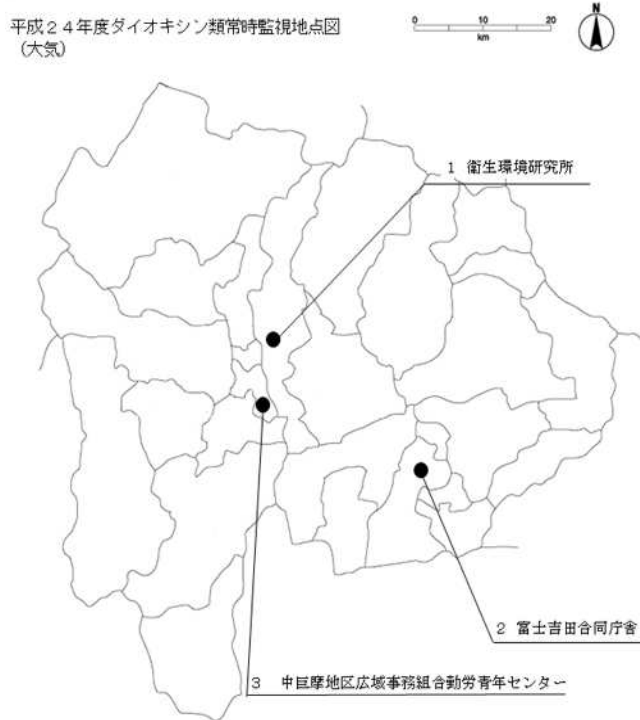 平成２４年度ダイオキシン類常時監視地点図
（大気）
0 10 20
km
N
1 衛生環境研究所
2 富士吉田合同庁舎
3 中巨摩地区広域事務組合勤労青年センター